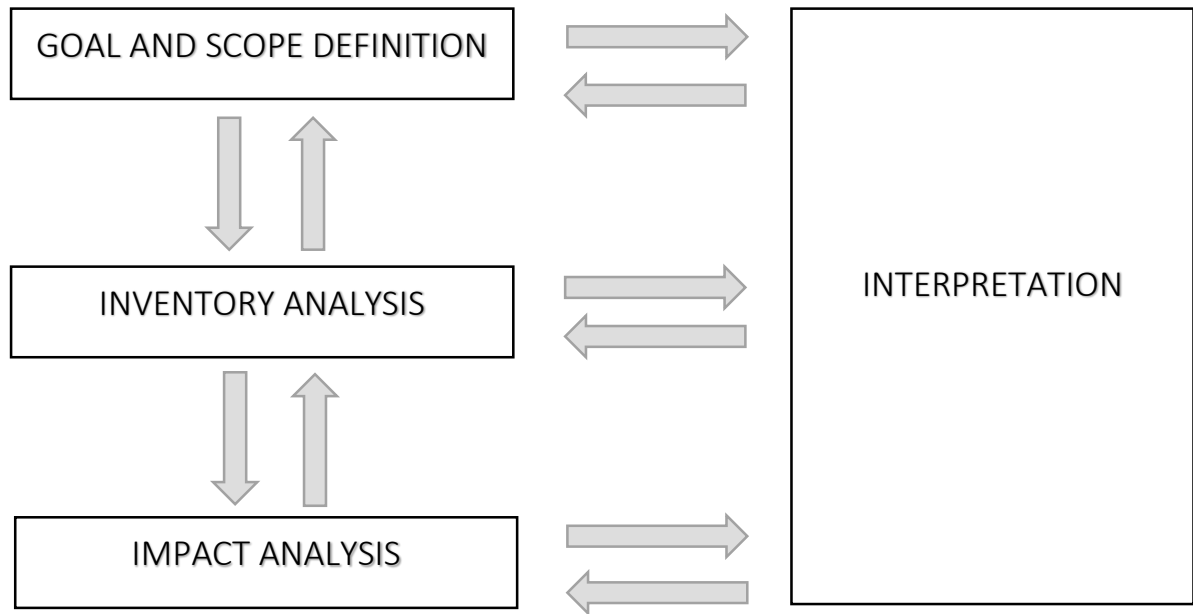 GOAL AND SCOPE DEFINITION
INVENTORY ANALYSIS
INTERPRETATION
IMPACT ANALYSIS